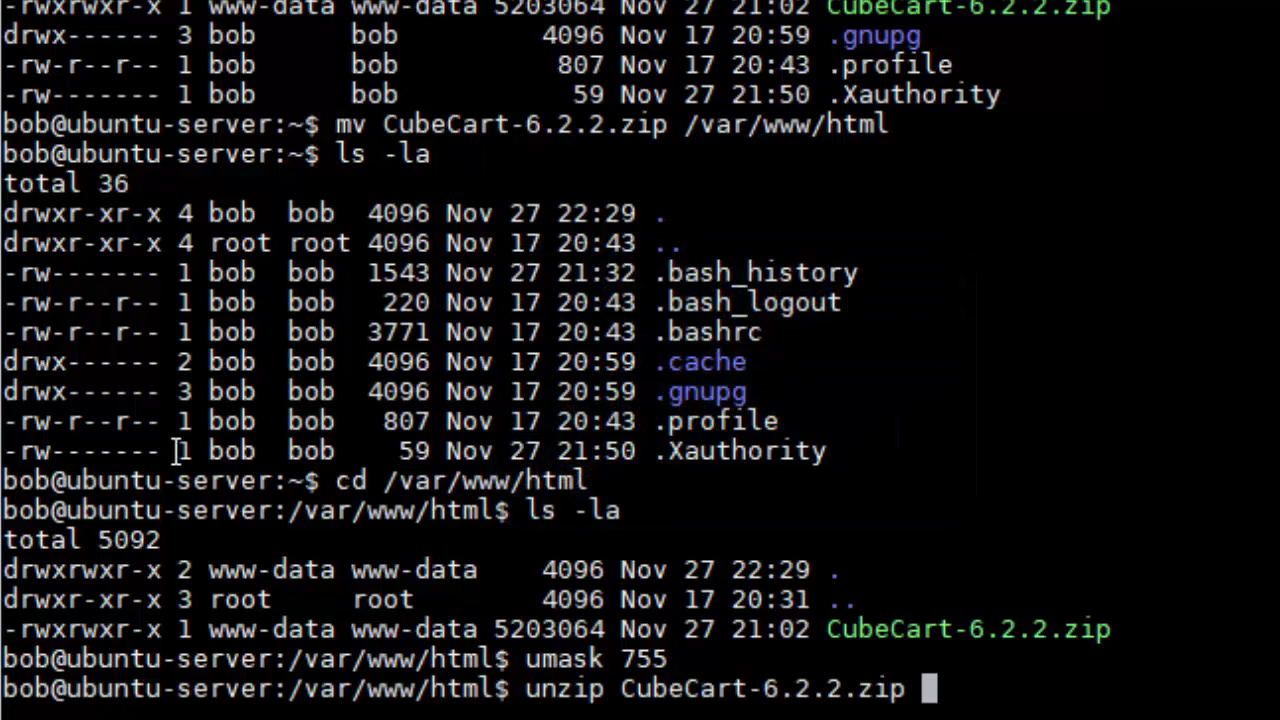 -rwxrwxr-x 1 www-data www-data 5203064 Nov 27 21:02 CubeCart-6.2.2.zip
drwx------ 3 bob      bob         4096 Nov 17 20:59 .gnupg
-rw-r--r-- 1 bob      bob          807 Nov 17 20:43 .profile
-rw------- 1 bob      bob           59 Nov 27 21:50 .Xauthority
bob@ubuntu-server:~$ mv CubeCart-6.2.2.zip /var/www/html
bob@ubuntu-server:~$ ls -la
total 36
drwxr-xr-x 4 bob  bob  4096 Nov 27 22:29 .
drwxr-xr-x 4 root root 4096 Nov 17 20:43 ..
-rw------- 1 bob  bob  1543 Nov 27 21:32 .bash_history
-rw-r--r-- 1 bob  bob   220 Nov 17 20:43 .bash_logout
-rw-r--r-- 1 bob  bob  3771 Nov 17 20:43 .bashrc
drwx------ 2 bob  bob  4096 Nov 17 20:59 .cache
drwx------ 3 bob  bob  4096 Nov 17 20:59 .gnupg
-rw-r--r-- 1 bob  bob   807 Nov 17 20:43 .profile
-rw------- 1 bob  bob    59 Nov 27 21:50 .Xauthority
bob@ubuntu-server:~$ cd /var/www/html
bob@ubuntu-server:/var/www/html$ ls -la
total 5092
drwxrwxr-x 2 www-data www-data    4096 Nov 27 22:29 .
drwxr-xr-x 3 root     root        4096 Nov 17 20:31 ..
-rwxrwxr-x 1 www-data www-data 5203064 Nov 27 21:02 CubeCart-6.2.2.zip
bob@ubuntu-server:/var/www/html$ umask 755
bob@ubuntu-server:/var/www/html$ unzip CubeCart-6.2.2.zip